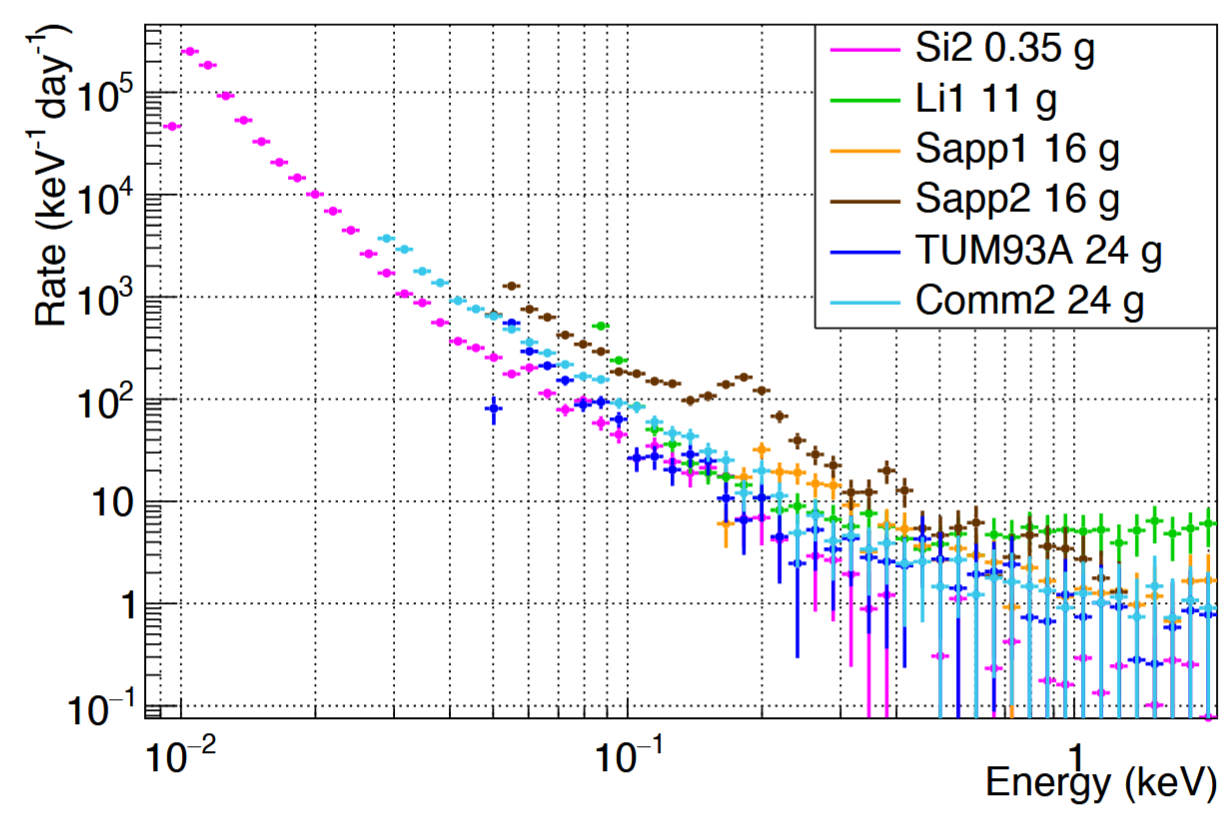 Rate (keV⁻¹ day⁻¹)
10⁵
10⁴
10³
10²
10
1
10⁻¹
Si2 0.35 g
Li1 11 g
Sapp1 16 g
Sapp2 16 g
TUM93A 24 g
Comm2 24 g
10⁻²
10⁻¹
1
Energy (keV)